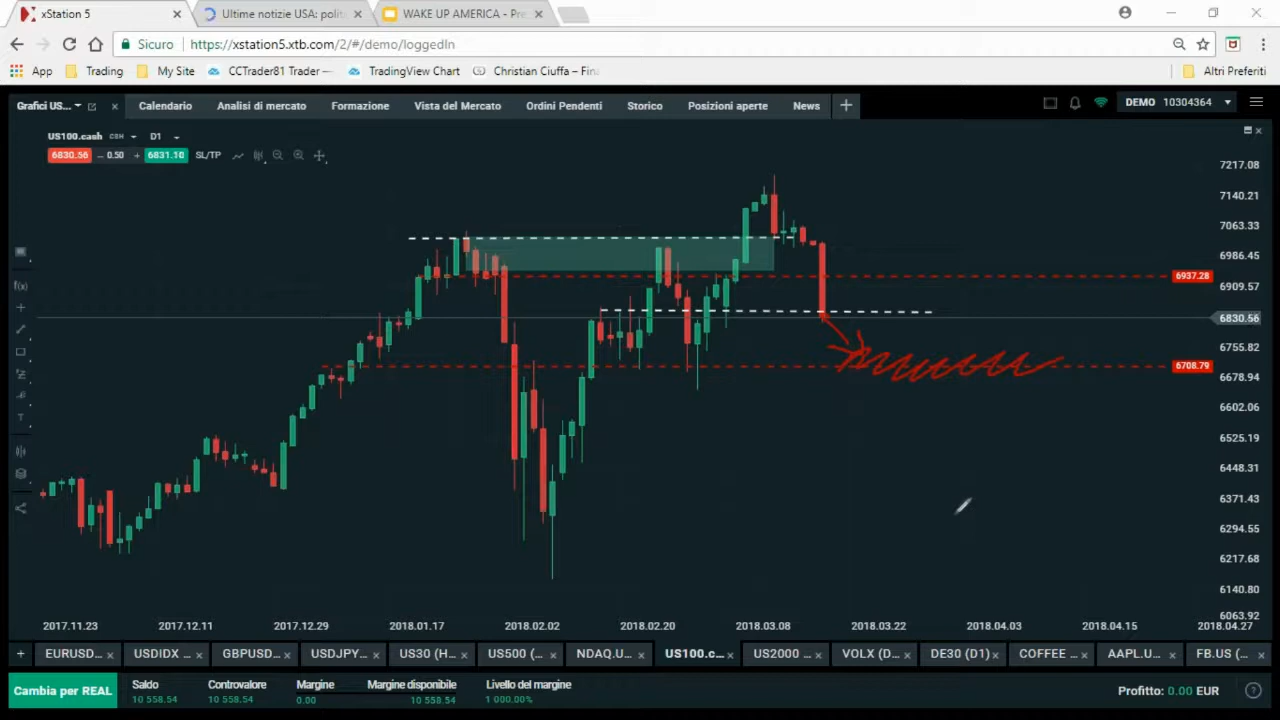 xStation 5
Ultime notizie USA: polit
WAKE UP AMERICA - Pre
Sicuro
https://xstation5.xtb.com/2/#/demo/loggedIn
App
Trading
My Site
CCTrader81 Trader —
TradingView Chart
Christian Ciuffa – Fina
Altri Preferiti
Grafici US...
Calendario
Analisi di mercato
Formazione
Vista del Mercato
Ordini Pendenti
Storico
Posizioni aperte
News
DEMO 10304364
US100.cash CSH D1
6830.56 – 0.50 + 6831.10 SL/TP
7217.08
7140.21
7063.33
6986.45
6937.28
6909.57
6830.56
6755.82
6708.79
6678.94
6602.06
6525.19
6448.31
6371.43
6294.55
6217.68
6140.80
6063.92
f(x)
T
2017.11.23 2017.12.11 2017.12.29 2018.01.17 2018.02.02 2018.02.20 2018.03.08 2018.03.22 2018.04.03 2018.04.15 2018.04.27
+ EURUSD... USDIDX ... GBPUSD... USDJPY... US30 (H... US500 (... NDAQ.U... US100.c... US2000 ... VOLX (D... DE30 (D1) COFFEE ... AAPL.U... FB.US (...
Cambia per REAL
Saldo Controvalore Margine Margine disponibile Livello del margine
10 558.54 10 558.54 0.00 10 558.54 1 000.00%
Profitto: 0.00 EUR